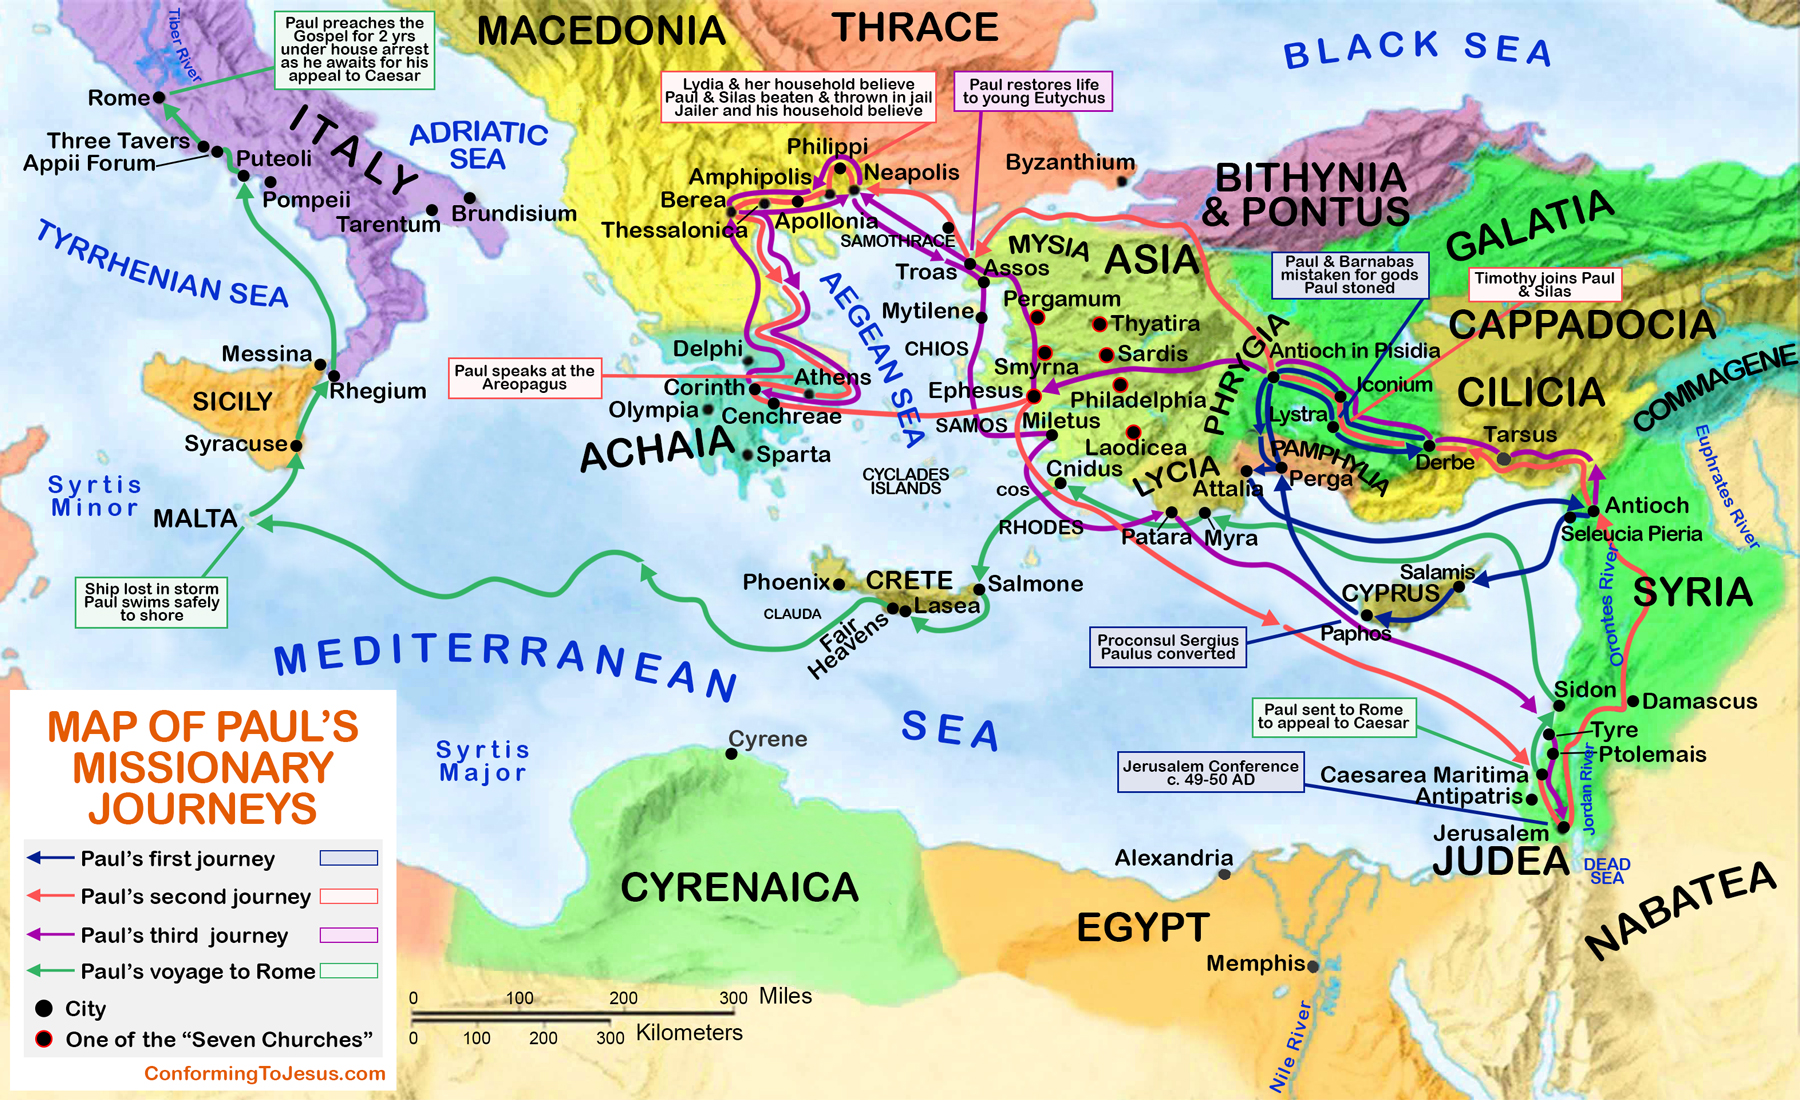 MACEDONIA
THRACE
BLACK SEA
Tiber River
Paul preaches the
Gospel for 2 yrs
under house arrest
as he awaits for his
appeal to Caesar
Rome
ITALY
ADRIATIC
SEA
Three Tavers
Appii Forum
Puteoli
Pompeii
Tarentum
Brundisium
TYRRHENIAN SEA
Lydia & her household believe
Paul & Silas beaten & thrown in jail
Jailer and his household believe
Paul restores life
to young Eutychus
Philippi
Neapolis
Amphipolis
Berea
Thessalonica
Apollonia
SAMOTHRACE
Byzanthium
BITHYNIA
& PONTUS
GALATIA
MYSIA
ASIA
Troas
Assos
Paul & Barnabas
mistaken for gods
Paul stoned
Timothy joins Paul
& Silas
CAPPADOCIA
COMMAGENE
Mytilene
Pergamum
Thyatira
AEGEAN SEA
CHIOS
Smyrna
Sardis
PHRYGIA
Antioch in Pisidia
Iconium
CILICIA
Messina
Rhegium
SICILY
Syracuse
Delphi
Paul speaks at the
Areopagus
Corinth
Athens
Olympia
Cenchreae
Ephesus
Philadelphia
SAMOS
Miletus
Lystra
Laodicea
Derbe
Tarsus
Euphrates River
ACHAIA
Sparta
CYCLADES
ISLANDS
Cnidus
LYCIA
PAMPHYLIA
Perga
Attalia
cos
RHODES
Patara
Myra
Antioch
Seleucia Pieria
Syrtis
Minor
MALTA
Ship lost in storm
Paul swims safely
to shore
Phoenix
CRETE
Salmone
CLAUDA
Lasea
Fair
Heavens
Salamis
CYPRUS
Paphos
Orontes River
SYRIA
Proconsul Sergius
Paulus converted
MEDITERRANEAN
SEA
Sidon
Damascus
Paul sent to Rome
to appeal to Caesar
Tyre
Ptolemais
Jerusalem Conference
c. 49-50 AD
Caesarea Maritima
Antipatris
Jordan River
Jerusalem
JUDEA
DEAD
SEA
NABATEA
Syrtis
Major
Cyrene
CYRENAICA
Alexandria
EGYPT
Memphis
Nile River
MAP OF PAUL'S
MISSIONARY
JOURNEYS
Paul's first journey
Paul's second journey
Paul's third journey
Paul's voyage to Rome
City
One of the "Seven Churches"
ConformingToJesus.com
0 100 200 300 Miles
0 100 200 300 Kilometers